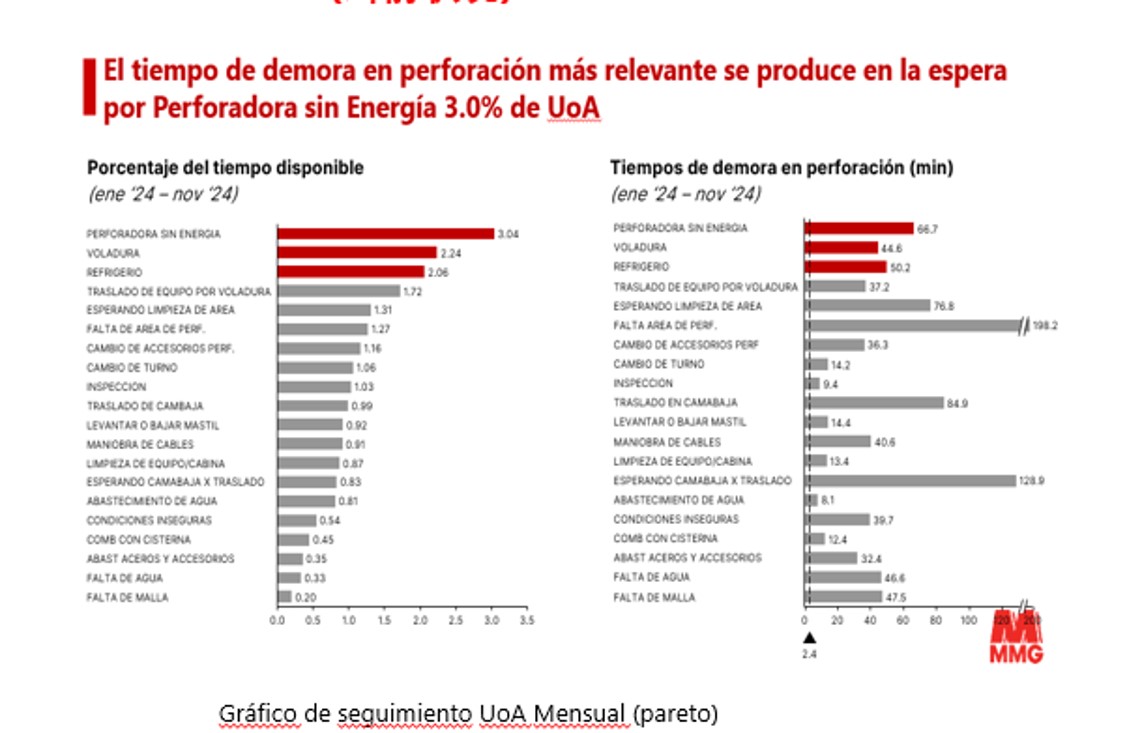 El tiempo de demora en perforación más relevante se produce en la espera
por Perforadora sin Energía 3.0% de UoA
Porcentaje del tiempo disponible
(ene '24 – nov '24)
PERFORADORA SIN ENERGIA 3.04
VOLADURA 2.24
REFRIGERIO 2.06
TRASLADO DE EQUIPO POR VOLADURA 1.72
ESPERANDO LIMPIEZA DE AREA 1.31
FALTA DE AREA DE PERF. 1.27
CAMBIO DE ACCESORIOS PERF. 1.16
CAMBIO DE TURNO 1.06
INSPECCION 1.03
TRASLADO DE CAMBAJA 0.99
LEVANTAR O BAJAR MASTIL 0.92
MANIOBRA DE CABLES 0.91
LIMPIEZA DE EQUIPO/CABINA 0.87
ESPERANDO CAMABAJA X TRASLADO 0.83
ABASTECIMIENTO DE AGUA 0.81
CONDICIONES INSEGURAS 0.54
COMB CON CISTERNA 0.45
ABAST ACEROS Y ACCESORIOS 0.35
FALTA DE AGUA 0.33
FALTA DE MALLA 0.20
0.0 0.5 1.0 1.5 2.0 2.5 3.0 3.5
Tiempos de demora en perforación (min)
(ene '24 – nov '24)
PERFORADORA SIN ENERGIA 66.7
VOLADURA 44.6
REFRIGERIO 50.2
TRASLADO DE EQUIPO POR VOLADURA 37.2
ESPERANDO LIMPIEZA DE AREA 76.8
FALTA AREA DE PERF. 198.2
CAMBIO DE ACCESORIOS PERF 36.3
CAMBIO DE TURNO 14.2
INSPECCION 9.4
TRASLADO EN CAMABAJA 84.9
LEVANTAR O BAJAR MASTIL 14.4
MANIOBRA DE CABLES 40.6
LIMPIEZA DE EQUIPO/CABINA 13.4
ESPERANDO CAMABAJA X TRASLADO 128.9
ABASTECIMIENTO DE AGUA 8.1
CONDICIONES INSEGURAS 39.7
COMB CON CISTERNA 12.4
ABAST ACEROS Y ACCESORIOS 32.4
FALTA DE AGUA 46.6
FALTA DE MALLA 47.5
0 20 40 60 80 100 120 200
2.4
MMG
Gráfico de seguimiento UoA Mensual (pareto)